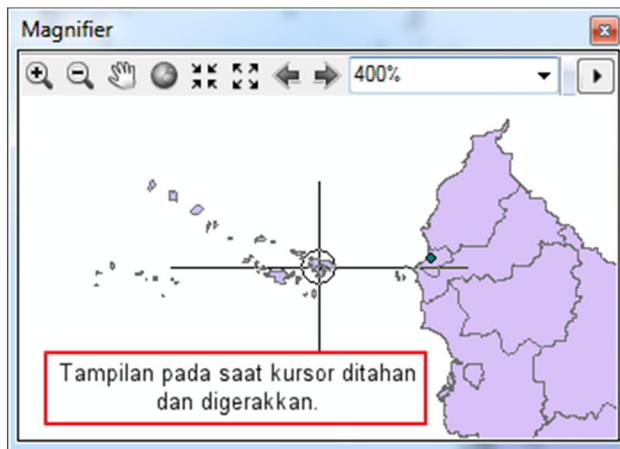 Magnifier
400%
Tampilan pada saat kursor ditahan
dan digerakkan.